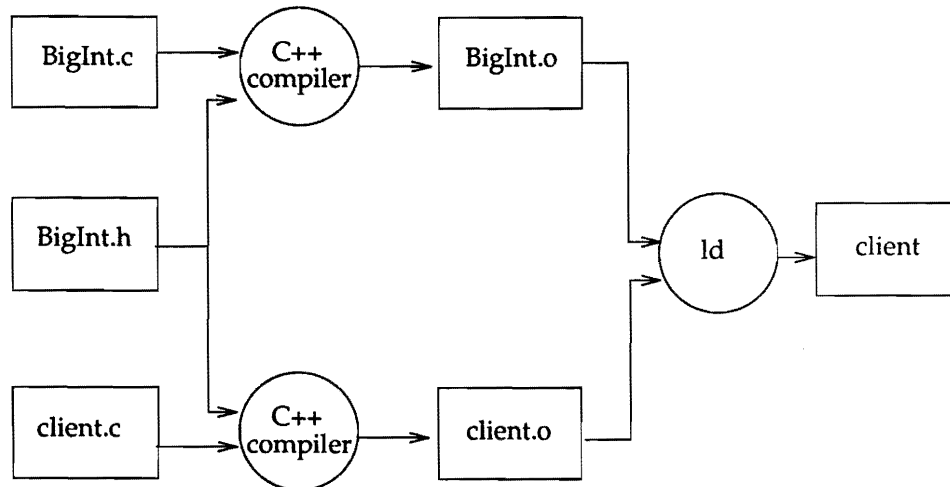 BigInt.c
C++
compiler
BigInt.o
BigInt.h
ld
client
client.c
C++
compiler
client.o